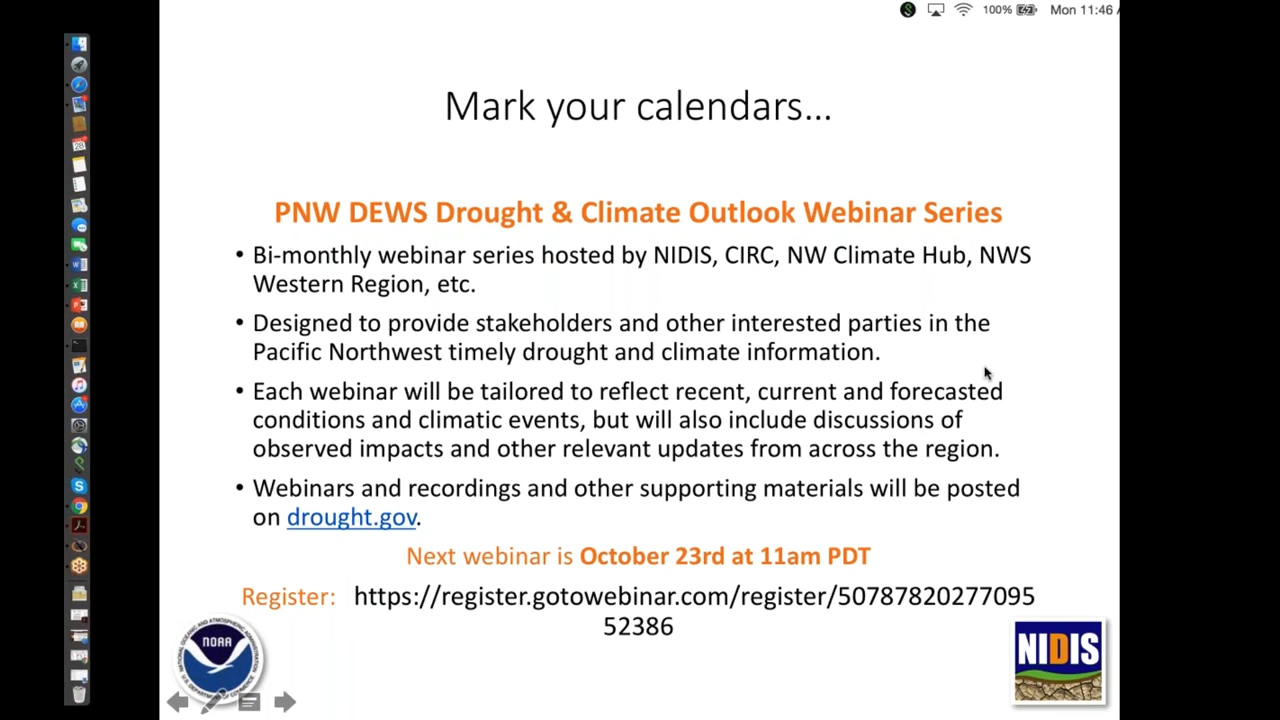 100% Mon 11:46
Mark your calendars...
PNW DEWS Drought & Climate Outlook Webinar Series
• Bi-monthly webinar series hosted by NIDIS, CIRC, NW Climate Hub, NWS
Western Region, etc.
• Designed to provide stakeholders and other interested parties in the
Pacific Northwest timely drought and climate information.
• Each webinar will be tailored to reflect recent, current and forecasted
conditions and climatic events, but will also include discussions of
observed impacts and other relevant updates from across the region.
• Webinars and recordings and other supporting materials will be posted
on drought.gov.
Next webinar is October 23rd at 11am PDT
Register: https://register.gotowebinar.com/register/50787820277095
52386
NOAA
NIDIS